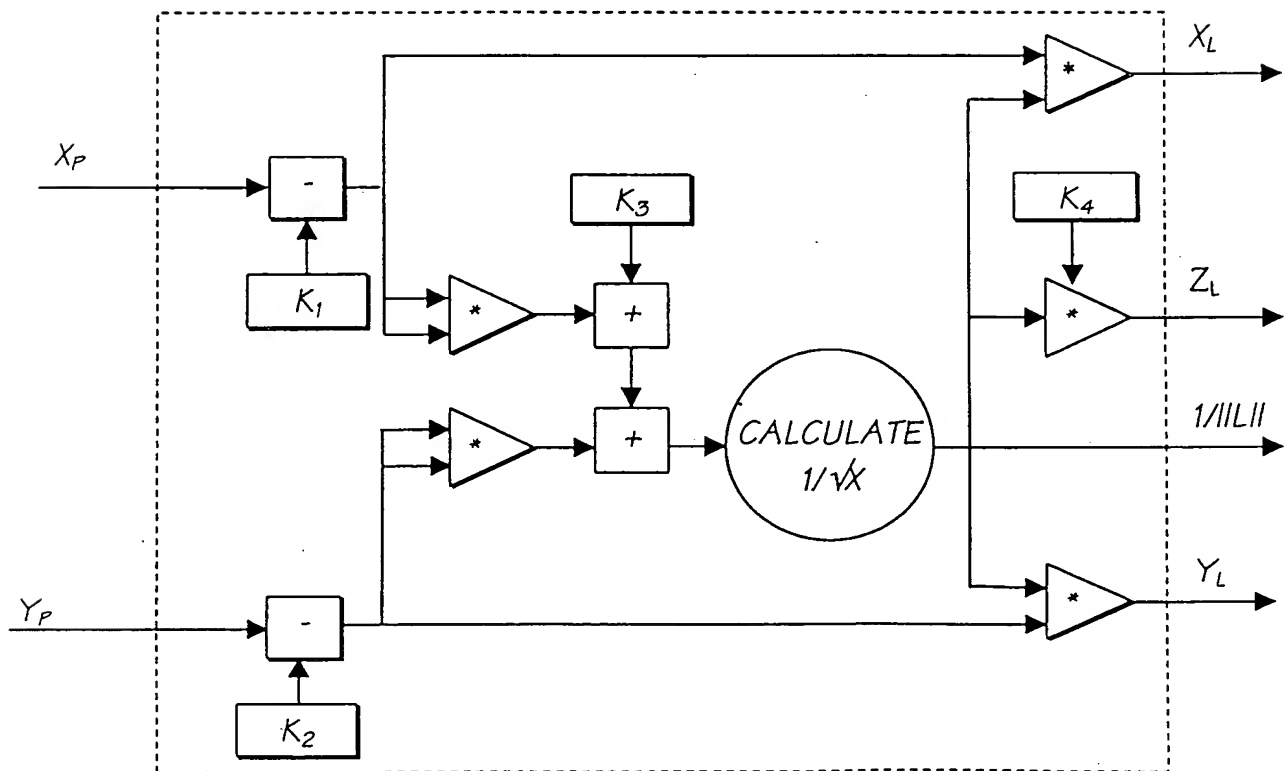 X_L
*
X_P
-
K_3
K_4
K_1
*
+
*
Z_L
*
+
CALCULATE
1/√X
1/||L||
Y_P
-
*
Y_L
K_2